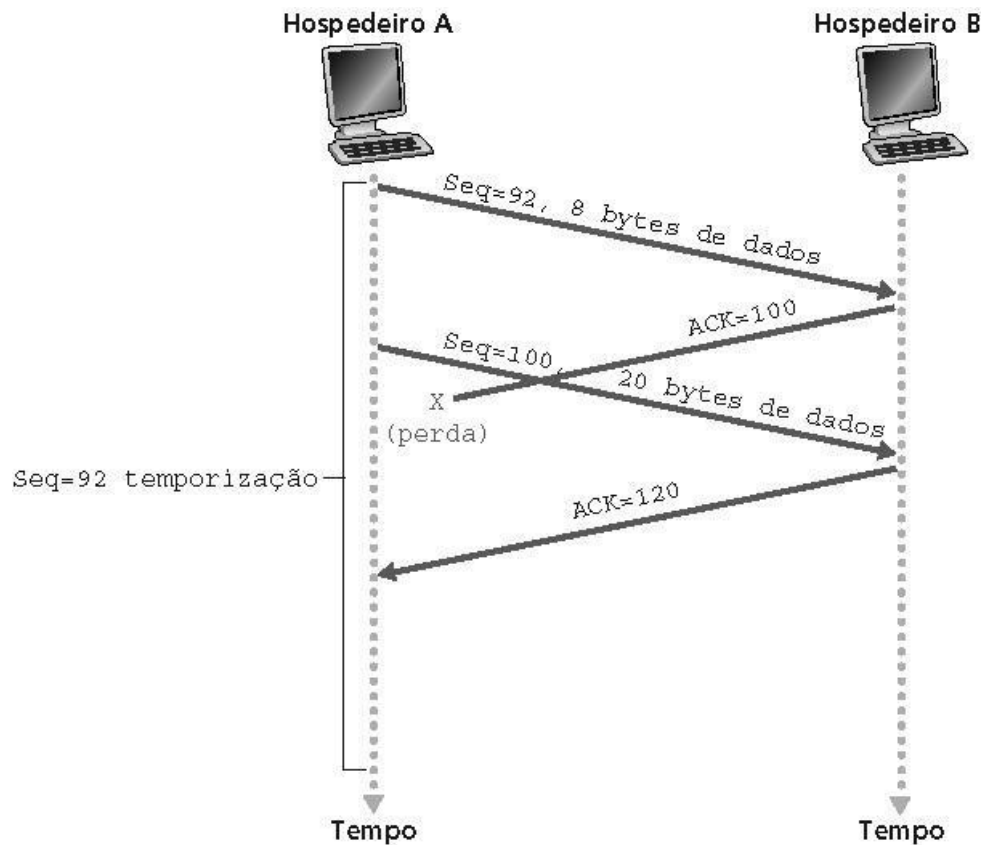 Hospedeiro A
Hospedeiro B
Seq=92, 8 bytes de dados
ACK=100
Seq=100, 20 bytes de dados
X
(perda)
Seq=92 temporização
ACK=120
Tempo
Tempo